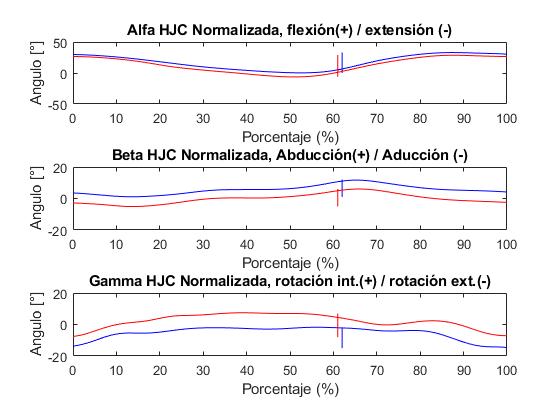 Alfa HJC Normalizada, flexión(+) / extensión (-)
50
0
-50
Angulo [°]
0 10 20 30 40 50 60 70 80 90 100
Porcentaje (%)
Beta HJC Normalizada, Abducción(+) / Aducción (-)
20
0
-20
Angulo [°]
0 10 20 30 40 50 60 70 80 90 100
Porcentaje (%)
Gamma HJC Normalizada, rotación int.(+) / rotación ext.(-)
20
0
-20
Angulo [°]
0 10 20 30 40 50 60 70 80 90 100
Porcentaje (%)